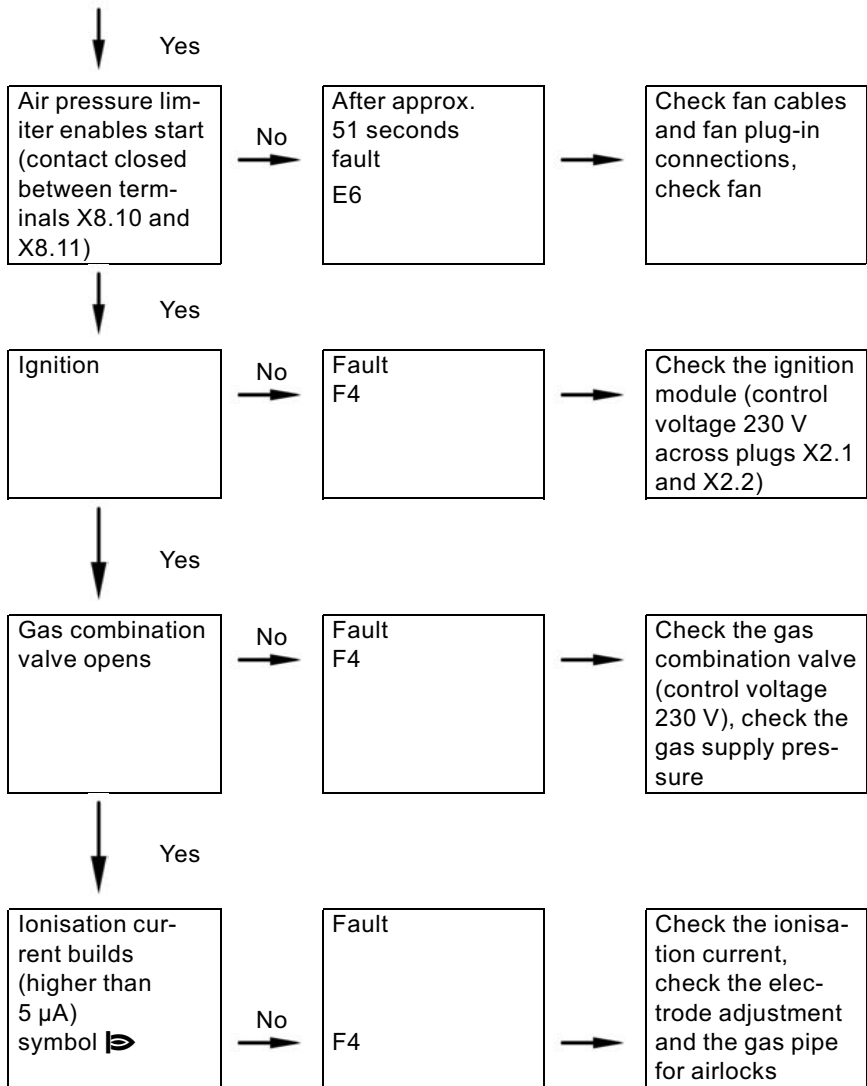 Yes
Air pressure lim-
iter enables start
(contact closed
between term-
inals X8.10 and
X8.11)
No
After approx.
51 seconds
fault
E6
Check fan cables
and fan plug-in
connections,
check fan
Yes
Ignition
No
Fault
F4
Check the ignition
module (control
voltage 230 V
across plugs X2.1
and X2.2)
Yes
Gas combination
valve opens
No
Fault
F4
Check the gas
combination valve
(control voltage
230 V), check the
gas supply pres-
sure
Yes
Ionisation cur-
rent builds
(higher than
5 µA)
symbol
No
Fault
F4
Check the ionisa-
tion current,
check the elec-
trode adjustment
and the gas pipe
for airlocks